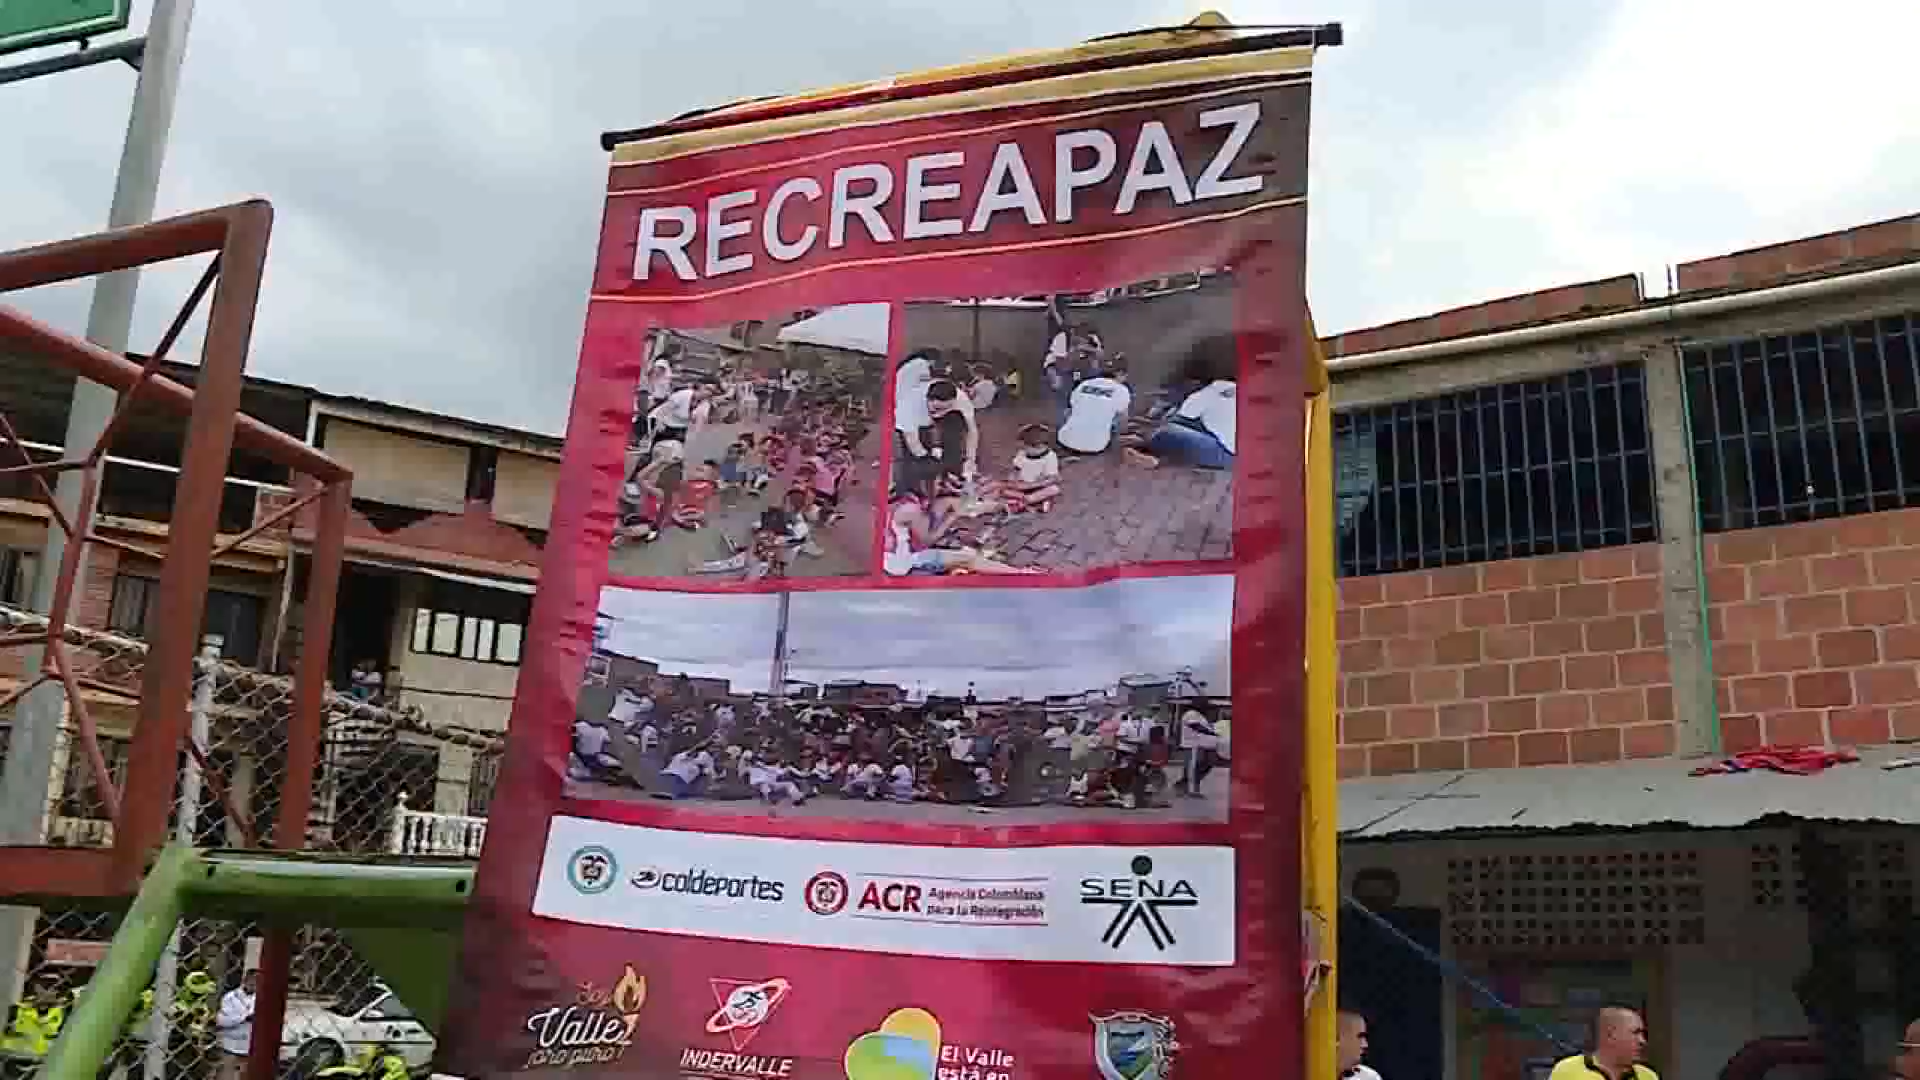 RECREAPAZ
coldeportes
ACR
Agencia Colombiana
para la Reintegración
SENA
Soy
Valle
¡oro puro!
INDERVALLE
El Valle
está en